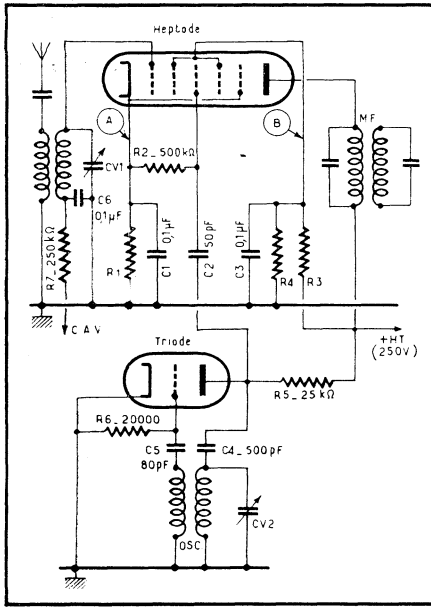 Heptode
A
B
MF
R2_500kΩ
CV1
C6
0,1µF
R7_250kΩ
R1
C1
0,1µF
C2
50pF
C3
0,1µF
R4
R3
CAV
+HT
(250V)
Triode
R5_25kΩ
R6_20000
C5
80pF
C4_500pF
OSC
CV2